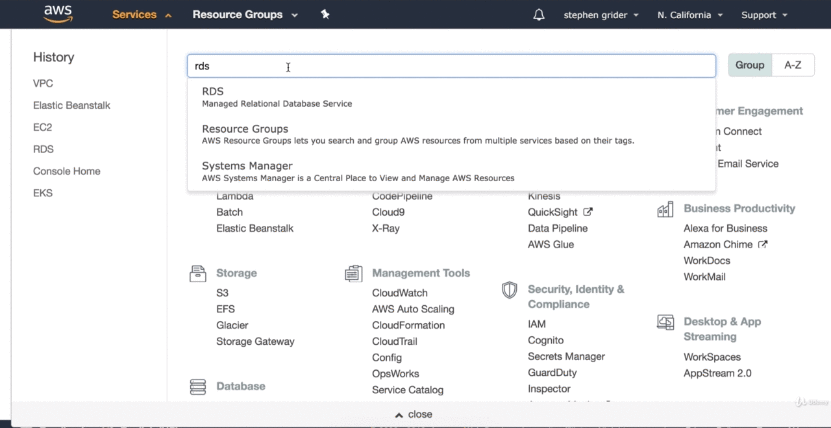 aws
Services
Resource Groups
stephen grider
N. California
Support
History
VPC
Elastic Beanstalk
EC2
RDS
Console Home
EKS
rds
Group
A-Z
RDS
Managed Relational Database Service
Resource Groups
AWS Resource Groups lets you search and group AWS resources from multiple services based on their tags.
Systems Manager
AWS Systems Manager is a Central Place to View and Manage AWS Resources
Lambda
Batch
Elastic Beanstalk
Storage
S3
EFS
Glacier
Storage Gateway
Database
CodePipeline
Cloud9
X-Ray
Management Tools
CloudWatch
AWS Auto Scaling
CloudFormation
CloudTrail
Config
OpsWorks
Service Catalog
Kinesis
QuickSight
Data Pipeline
AWS Glue
Security, Identity &
Compliance
IAM
Cognito
Secrets Manager
GuardDuty
Inspector
mer Engagement
n Connect
t
Email Service
Business Productivity
Alexa for Business
Amazon Chime
WorkDocs
WorkMail
Desktop & App
Streaming
WorkSpaces
AppStream 2.0
close
Udemy